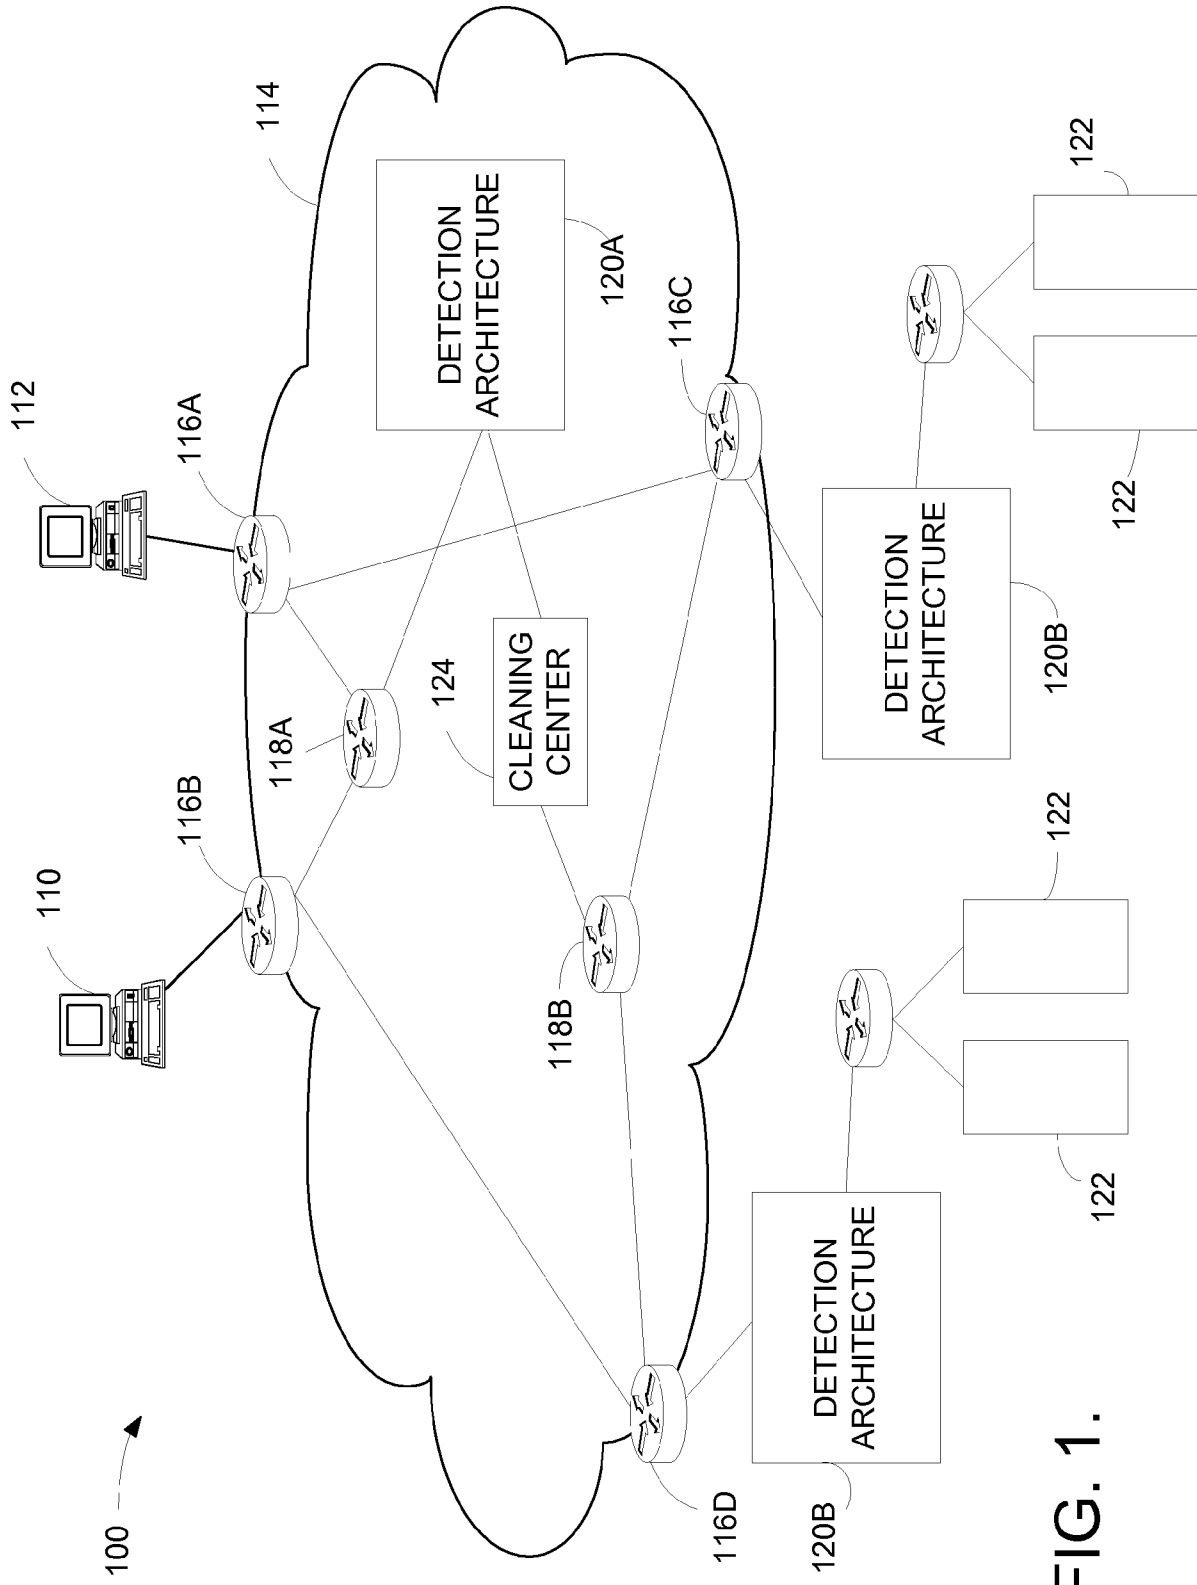 100
110
112
116B
116A
114
118A
124
DETECTION
ARCHITECTURE
120A
CLEANING
CENTER
118B
116C
116D
DETECTION
ARCHITECTURE
120B
DETECTION
ARCHITECTURE
120B
122
122
122
122
FIG. 1.